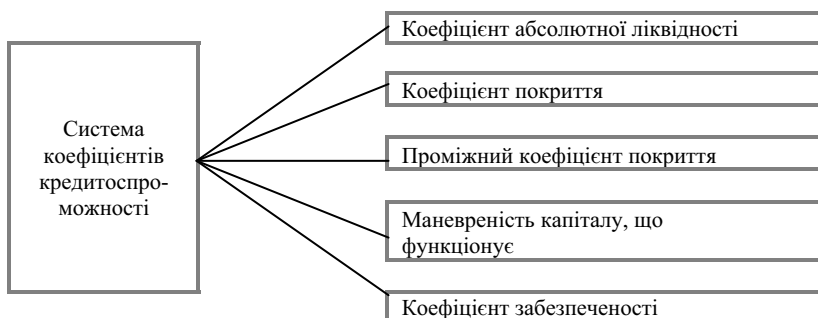 Система
коефіцієнтів
кредитоспро-
можності
Коефіцієнт абсолютної ліквідності
Коефіцієнт покриття
Проміжний коефіцієнт покриття
Маневреність капіталу, що
функціонує
Коефіцієнт забезпеченості